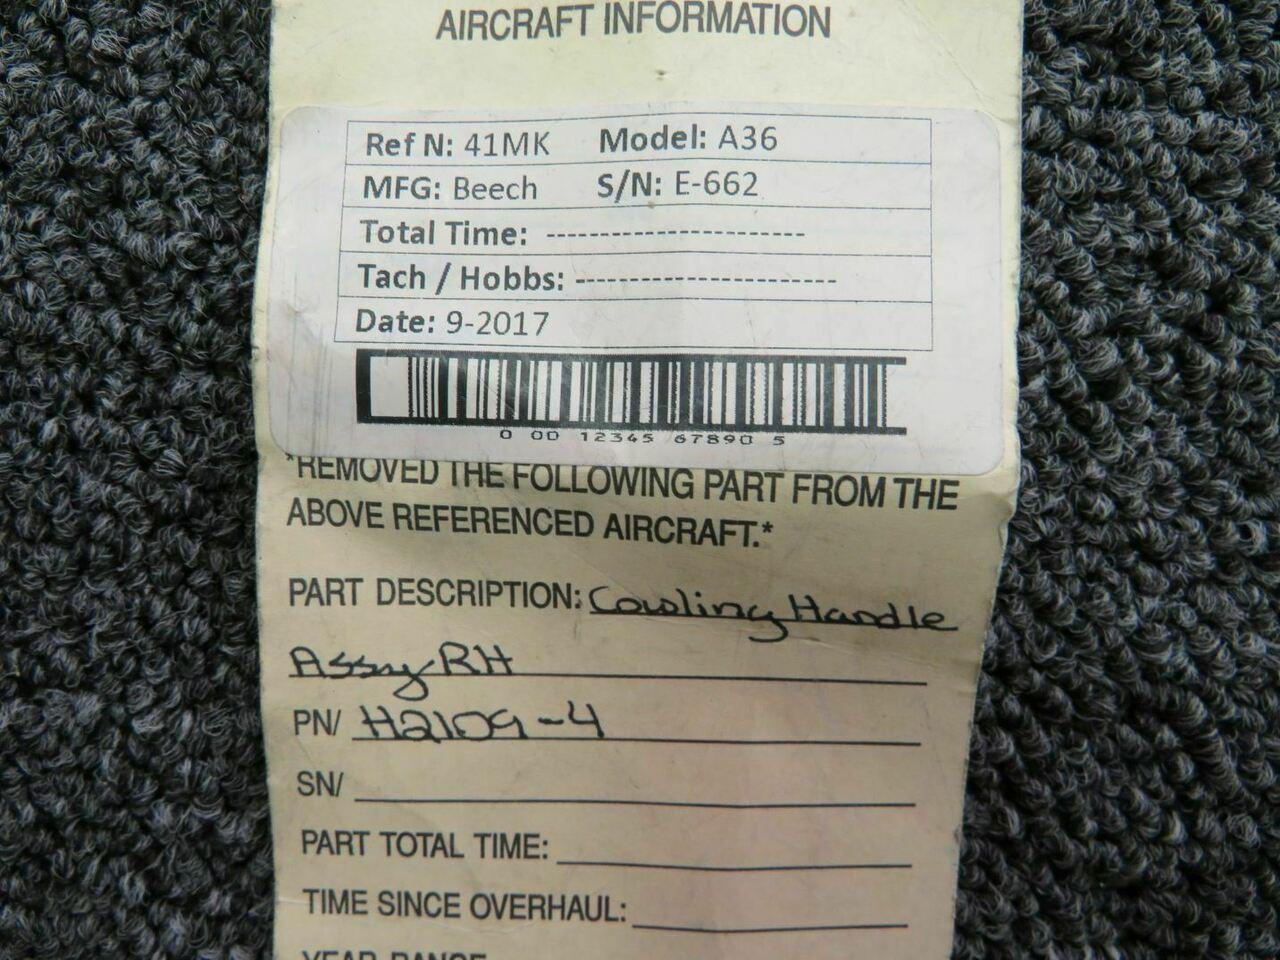 AIRCRAFT INFORMATION
Ref N: 41MK Model: A36
MFG: Beech S/N: E-662
Total Time: ------------------------
Tach / Hobbs: ------------------------
Date: 9-2017
0 00 12345 67890 5
*REMOVED THE FOLLOWING PART FROM THE
ABOVE REFERENCED AIRCRAFT.*
PART DESCRIPTION: Cowling Handle
Assy RH
PN/ H2109-4
SN/
PART TOTAL TIME:
TIME SINCE OVERHAUL:
YEAR RANGE